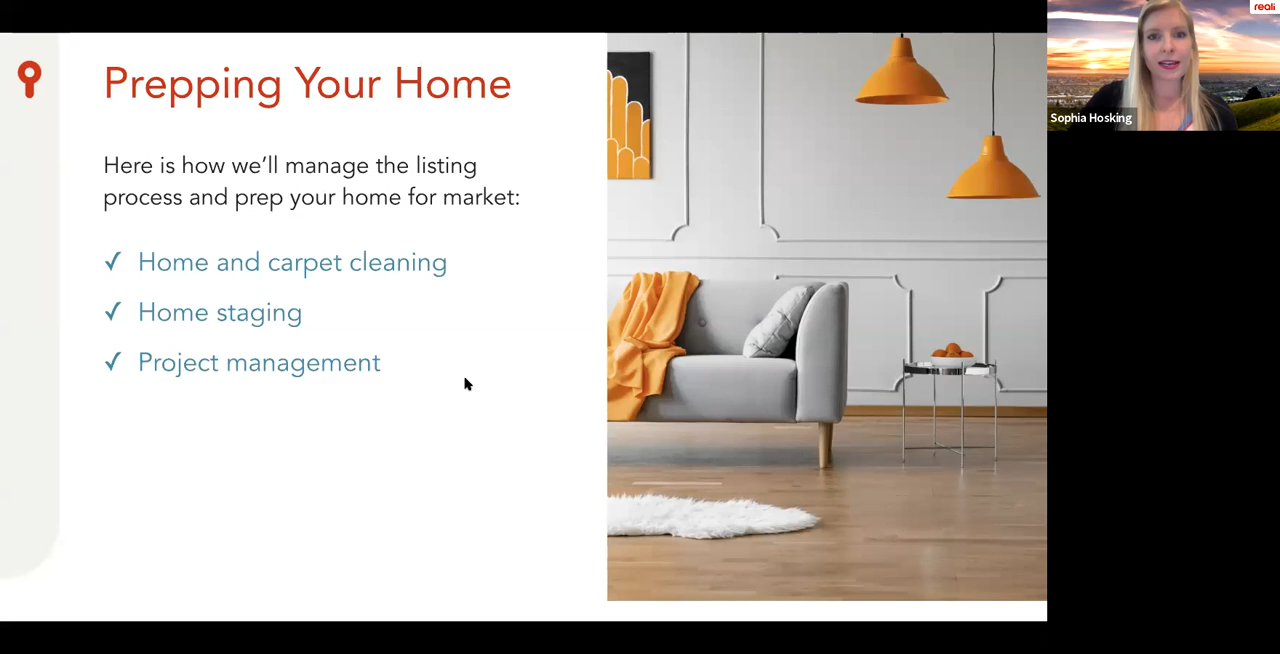 Prepping Your Home
Here is how we’ll manage the listing
process and prep your home for market:
✓ Home and carpet cleaning
✓ Home staging
✓ Project management
reali
Sophia Hosking